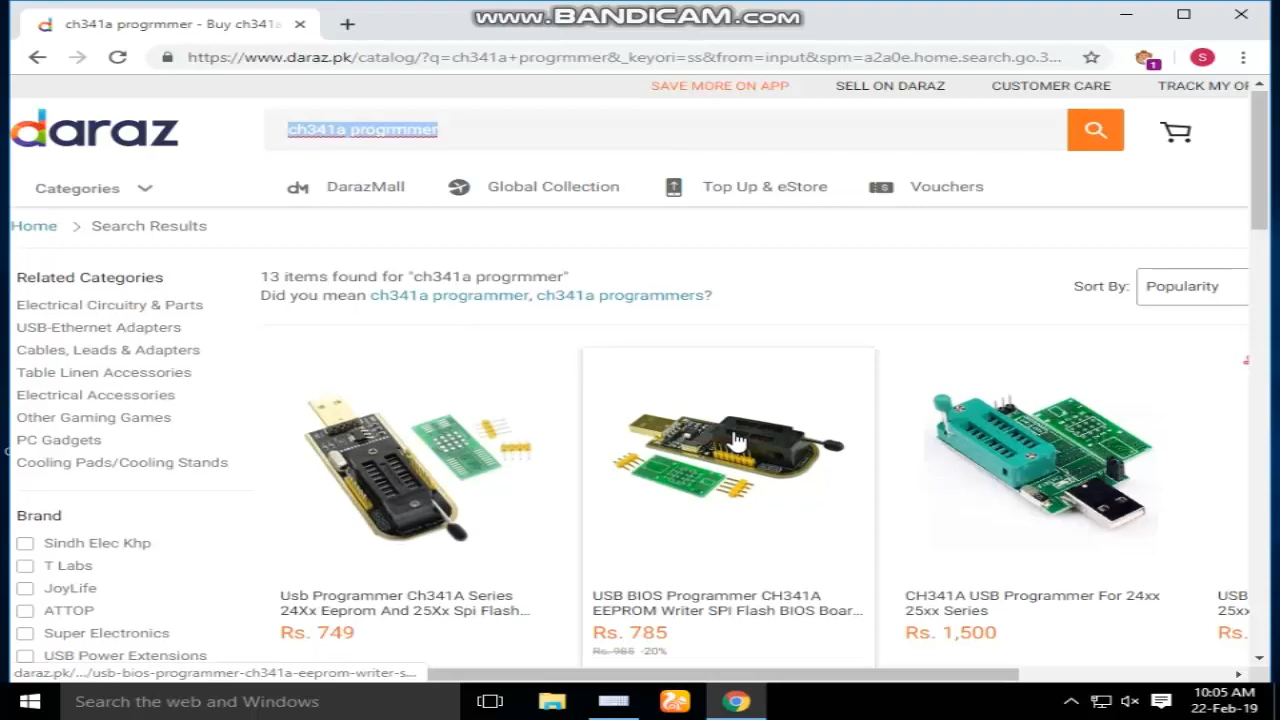 www.BANDICAM.com
ch341a progrmmer - Buy ch341a
https://www.daraz.pk/catalog/?q=ch341a+progrmmer&_keyori=ss&from=input&spm=a2a0e.home.search.go.3...
S
1
SAVE MORE ON APP
SELL ON DARAZ
CUSTOMER CARE
TRACK MY OR
daraz
ch341a progrmmer
Categories
DarazMall
Global Collection
Top Up & eStore
Vouchers
Home > Search Results
Related Categories
Electrical Circuitry & Parts
USB-Ethernet Adapters
Cables, Leads & Adapters
Table Linen Accessories
Electrical Accessories
Other Gaming Games
PC Gadgets
Cooling Pads/Cooling Stands
Brand
Sindh Elec Khp
T Labs
JoyLife
ATTOP
Super Electronics
USB Power Extensions
13 items found for "ch341a progrmmer"
Did you mean ch341a programmer, ch341a programmers?
Sort By: Popularity
Usb Programmer Ch341A Series
24Xx Eeprom And 25Xx Spi Flash...
Rs. 749
USB BIOS Programmer CH341A
EEPROM Writer SPI Flash BIOS Boar...
Rs. 785
Rs. 985 -20%
CH341A USB Programmer For 24xx
25xx Series
Rs. 1,500
USB
25xx
Rs.
daraz.pk/.../usb-bios-programmer-ch341a-eeprom-writer-s...
Search the web and Windows
10:05 AM
22-Feb-19